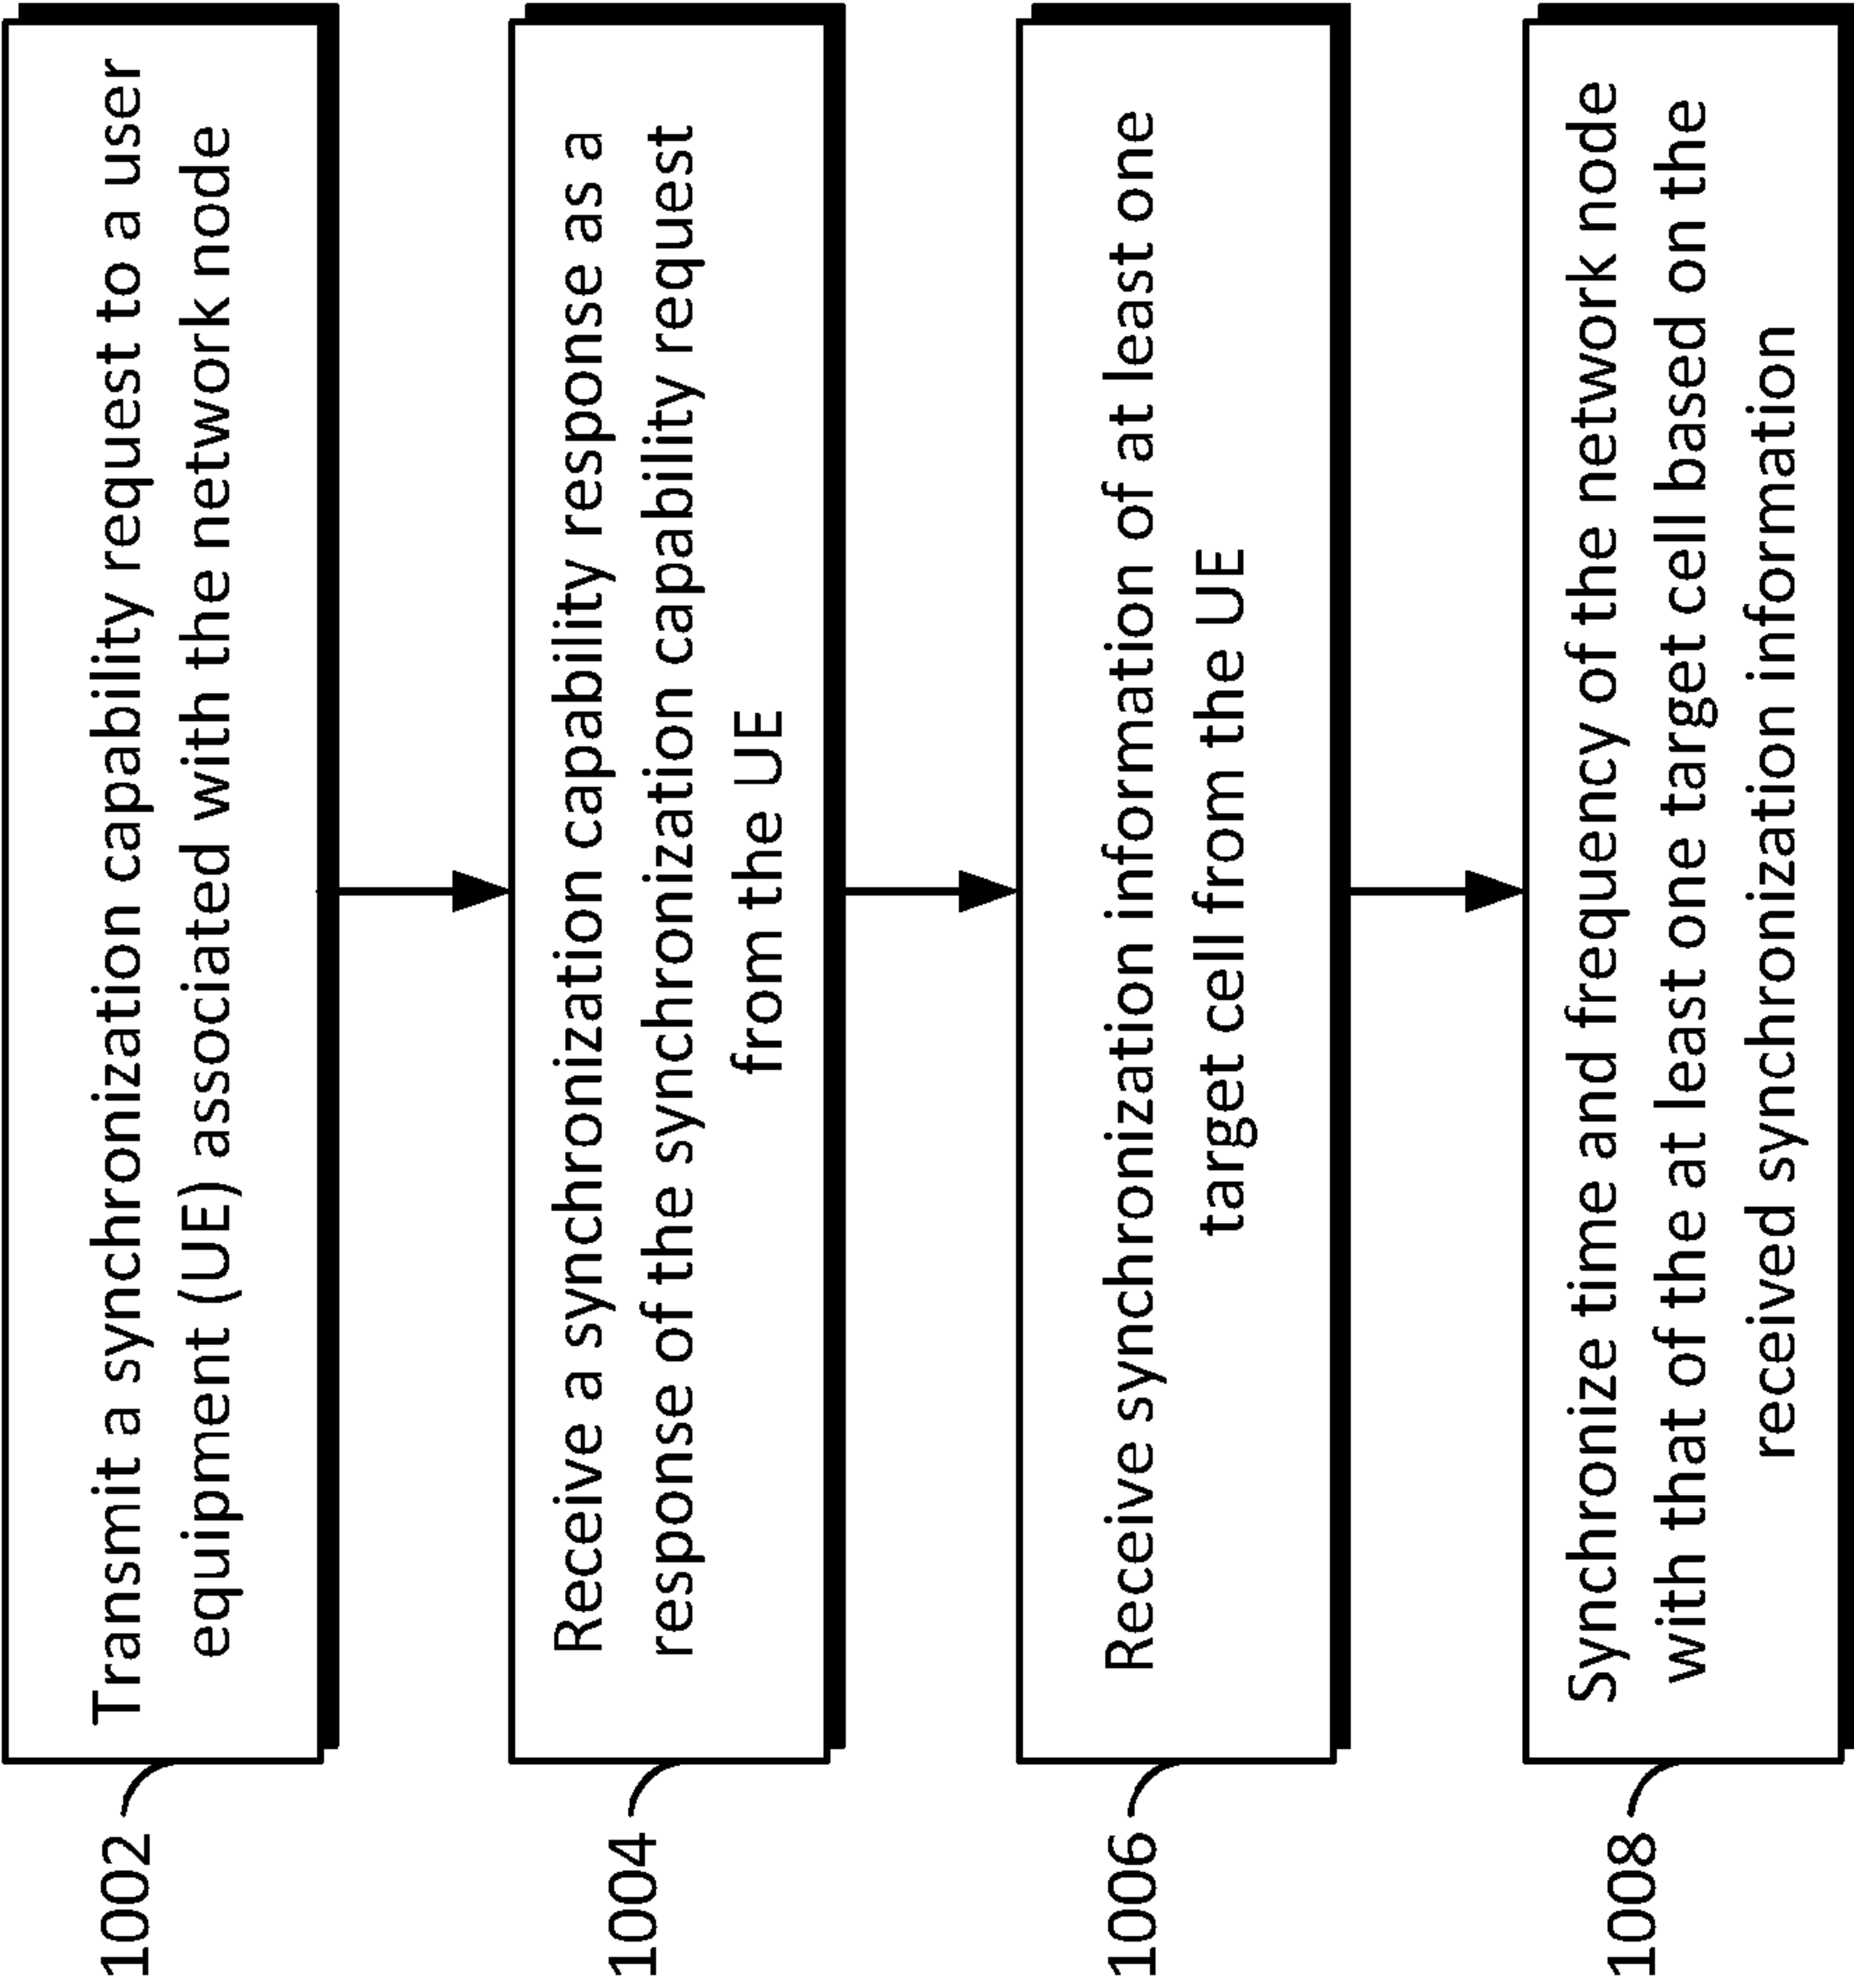 1002
Transmit a synchronization capability request to a user
equipment (UE) associated with the network node
1004
Receive a synchronization capability response as a
response of the synchronization capability request
from the UE
1006
Receive synchronization information of at least one
target cell from the UE
1008
Synchronize time and frequency of the network node
with that of the at least one target cell based on the
received synchronization information